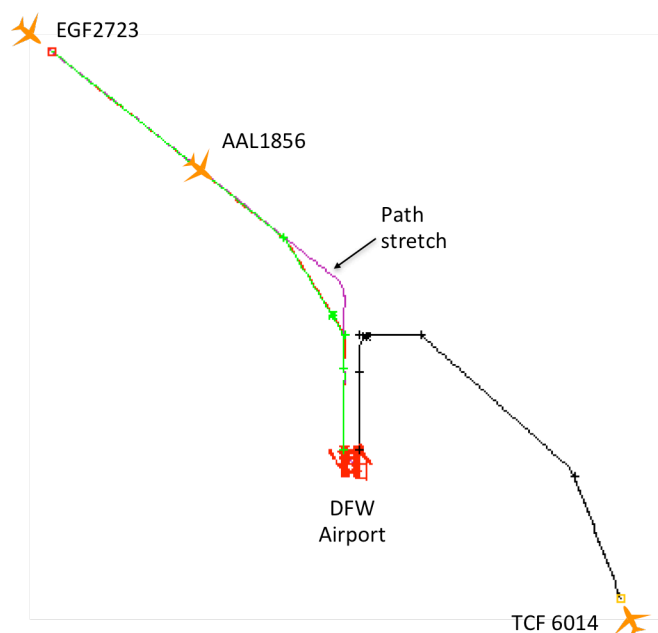 EGF2723
AAL1856
Path
stretch
DFW
Airport
TCF 6014